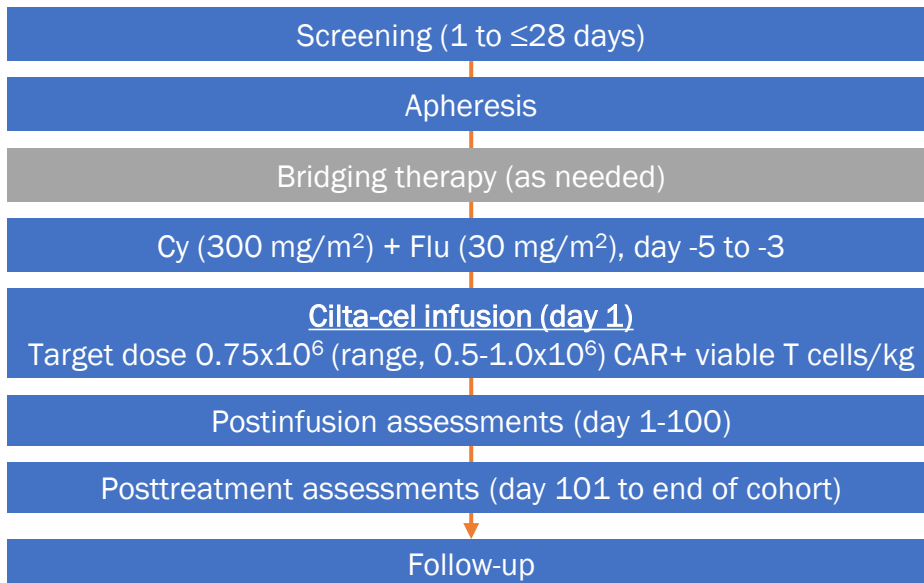 Screening (1 to ≤28 days)
Apheresis
Bridging therapy (as needed)
Cy (300 mg/m²) + Flu (30 mg/m²), day -5 to -3
Cilta-cel infusion (day 1)
Target dose 0.75x10⁶ (range, 0.5-1.0x10⁶) CAR+ viable T cells/kg
Postinfusion assessments (day 1-100)
Posttreatment assessments (day 101 to end of cohort)
Follow-up